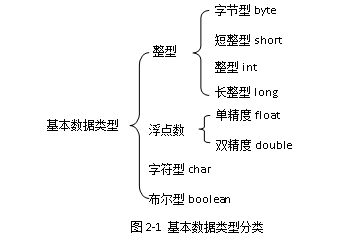 字节型 byte
短整型 short
整型
整型 int
长整型 long
单精度 float
基本数据类型
浮点数
双精度 double
字符型 char
布尔型 boolean
图 2-1 基本数据类型分类